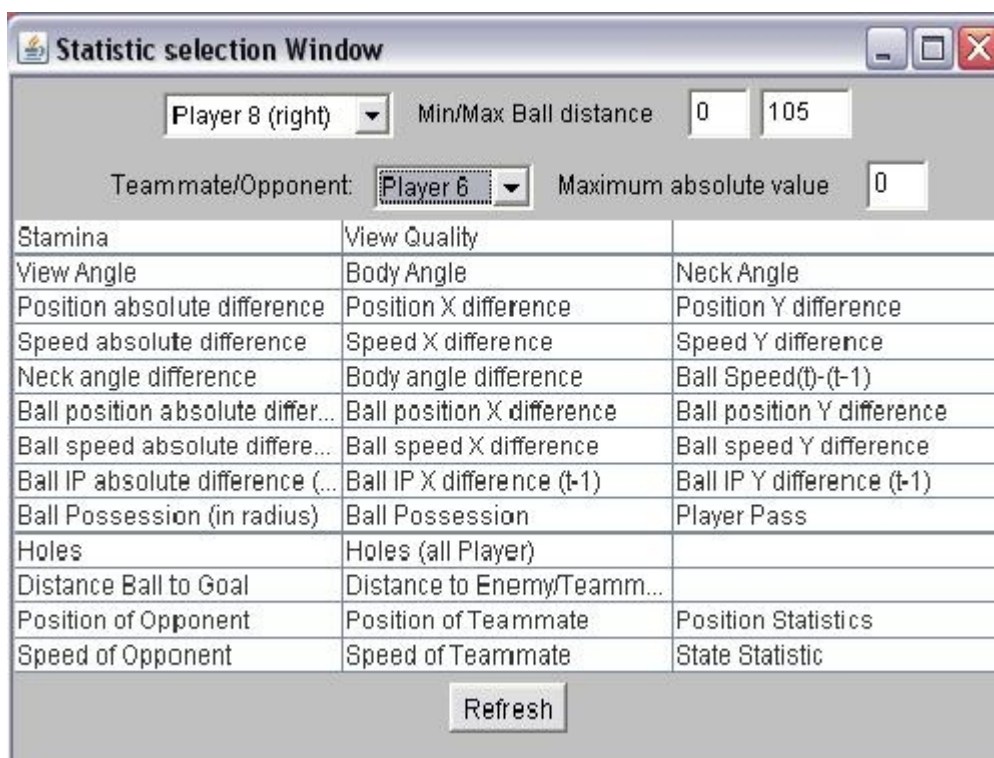 Statistic selection Window
Player 8 (right) Min/Max Ball distance 0 105
Teammate/Opponent: Player 6 Maximum absolute value 0
Stamina View Quality
View Angle Body Angle Neck Angle
Position absolute difference Position X difference Position Y difference
Speed absolute difference Speed X difference Speed Y difference
Neck angle difference Body angle difference Ball Speed(t)-(t-1)
Ball position absolute differ... Ball position X difference Ball position Y difference
Ball speed absolute differe... Ball speed X difference Ball speed Y difference
Ball IP absolute difference (... Ball IP X difference (t-1) Ball IP Y difference (t-1)
Ball Possession (in radius) Ball Possession Player Pass
Holes Holes (all Player)
Distance Ball to Goal Distance to Enemy/Teamm...
Position of Opponent Position of Teammate Position Statistics
Speed of Opponent Speed of Teammate State Statistic
Refresh